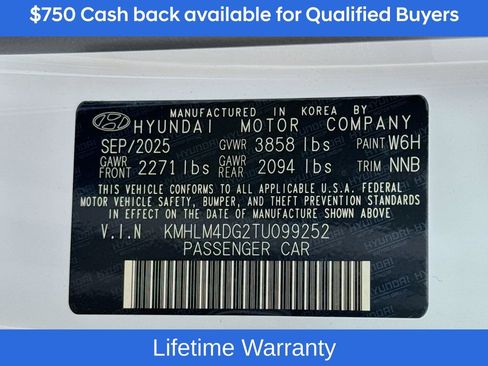 $750 Cash back available for Qualified Buyers
MANUFACTURED IN KOREA BY
HYUNDAI MOTOR COMPANY
SEP/2025 GVWR 3858 lbs PAINT W6H
GAWR FRONT 2271 lbs GAWR REAR 2094 lbs TRIM NNB
THIS VEHICLE CONFORMS TO ALL APPLICABLE U.S.A. FEDERAL
MOTOR VEHICLE SAFETY, BUMPER, AND THEFT PREVENTION STANDARDS
IN EFFECT ON THE DATE OF MANUFACTURE SHOWN ABOVE.
V.I.N KMHLM4DG2TU099252
PASSENGER CAR
Lifetime Warranty